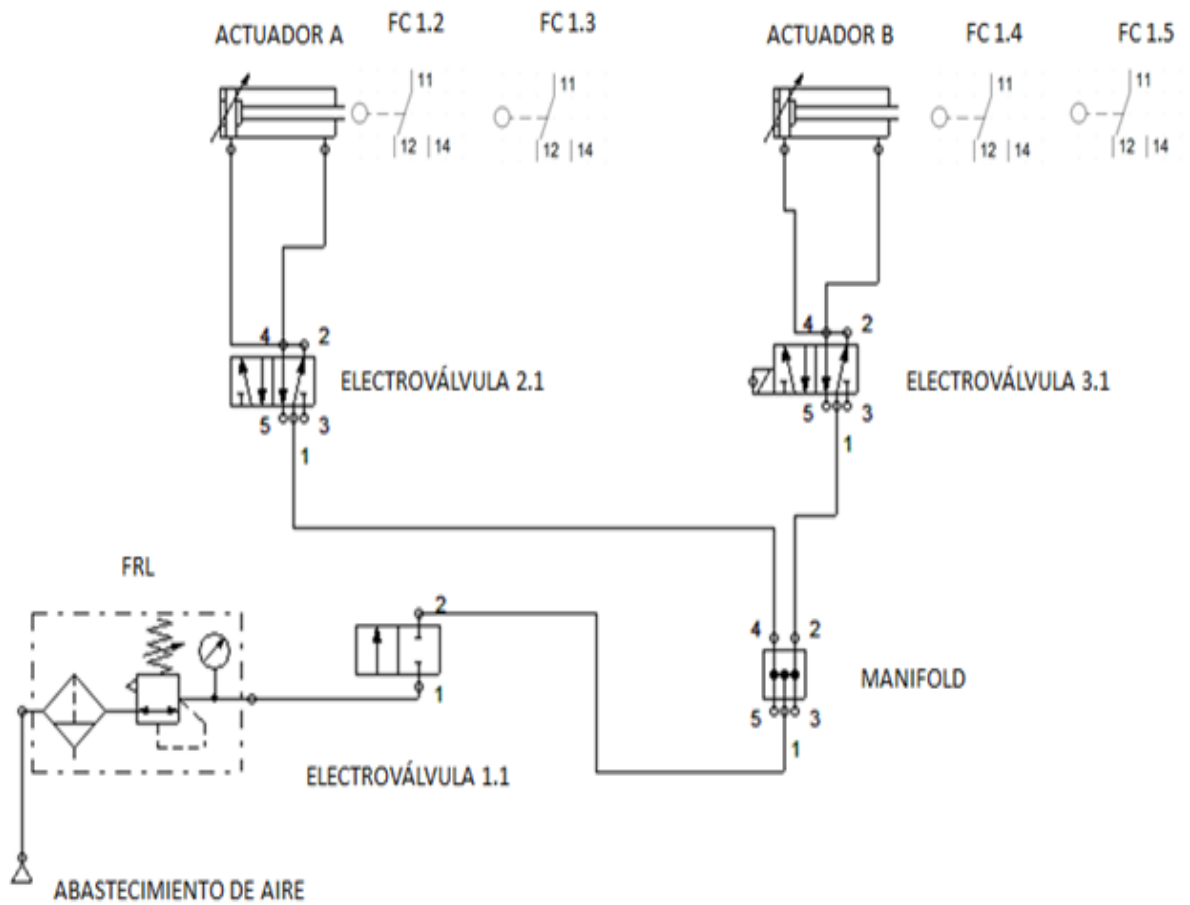 ACTUADOR A FC 1.2 FC 1.3 ACTUADOR B FC 1.4 FC 1.5
11 11 11 11
12 14 12 14 12 14 12 14
4 2 4 2
ELECTROVÁLVULA 2.1 ELECTROVÁLVULA 3.1
5 3 5 3
1 1
FRL
2 4 2
MANIFOLD
1 5 3
1
ELECTROVÁLVULA 1.1
ABASTECIMIENTO DE AIRE